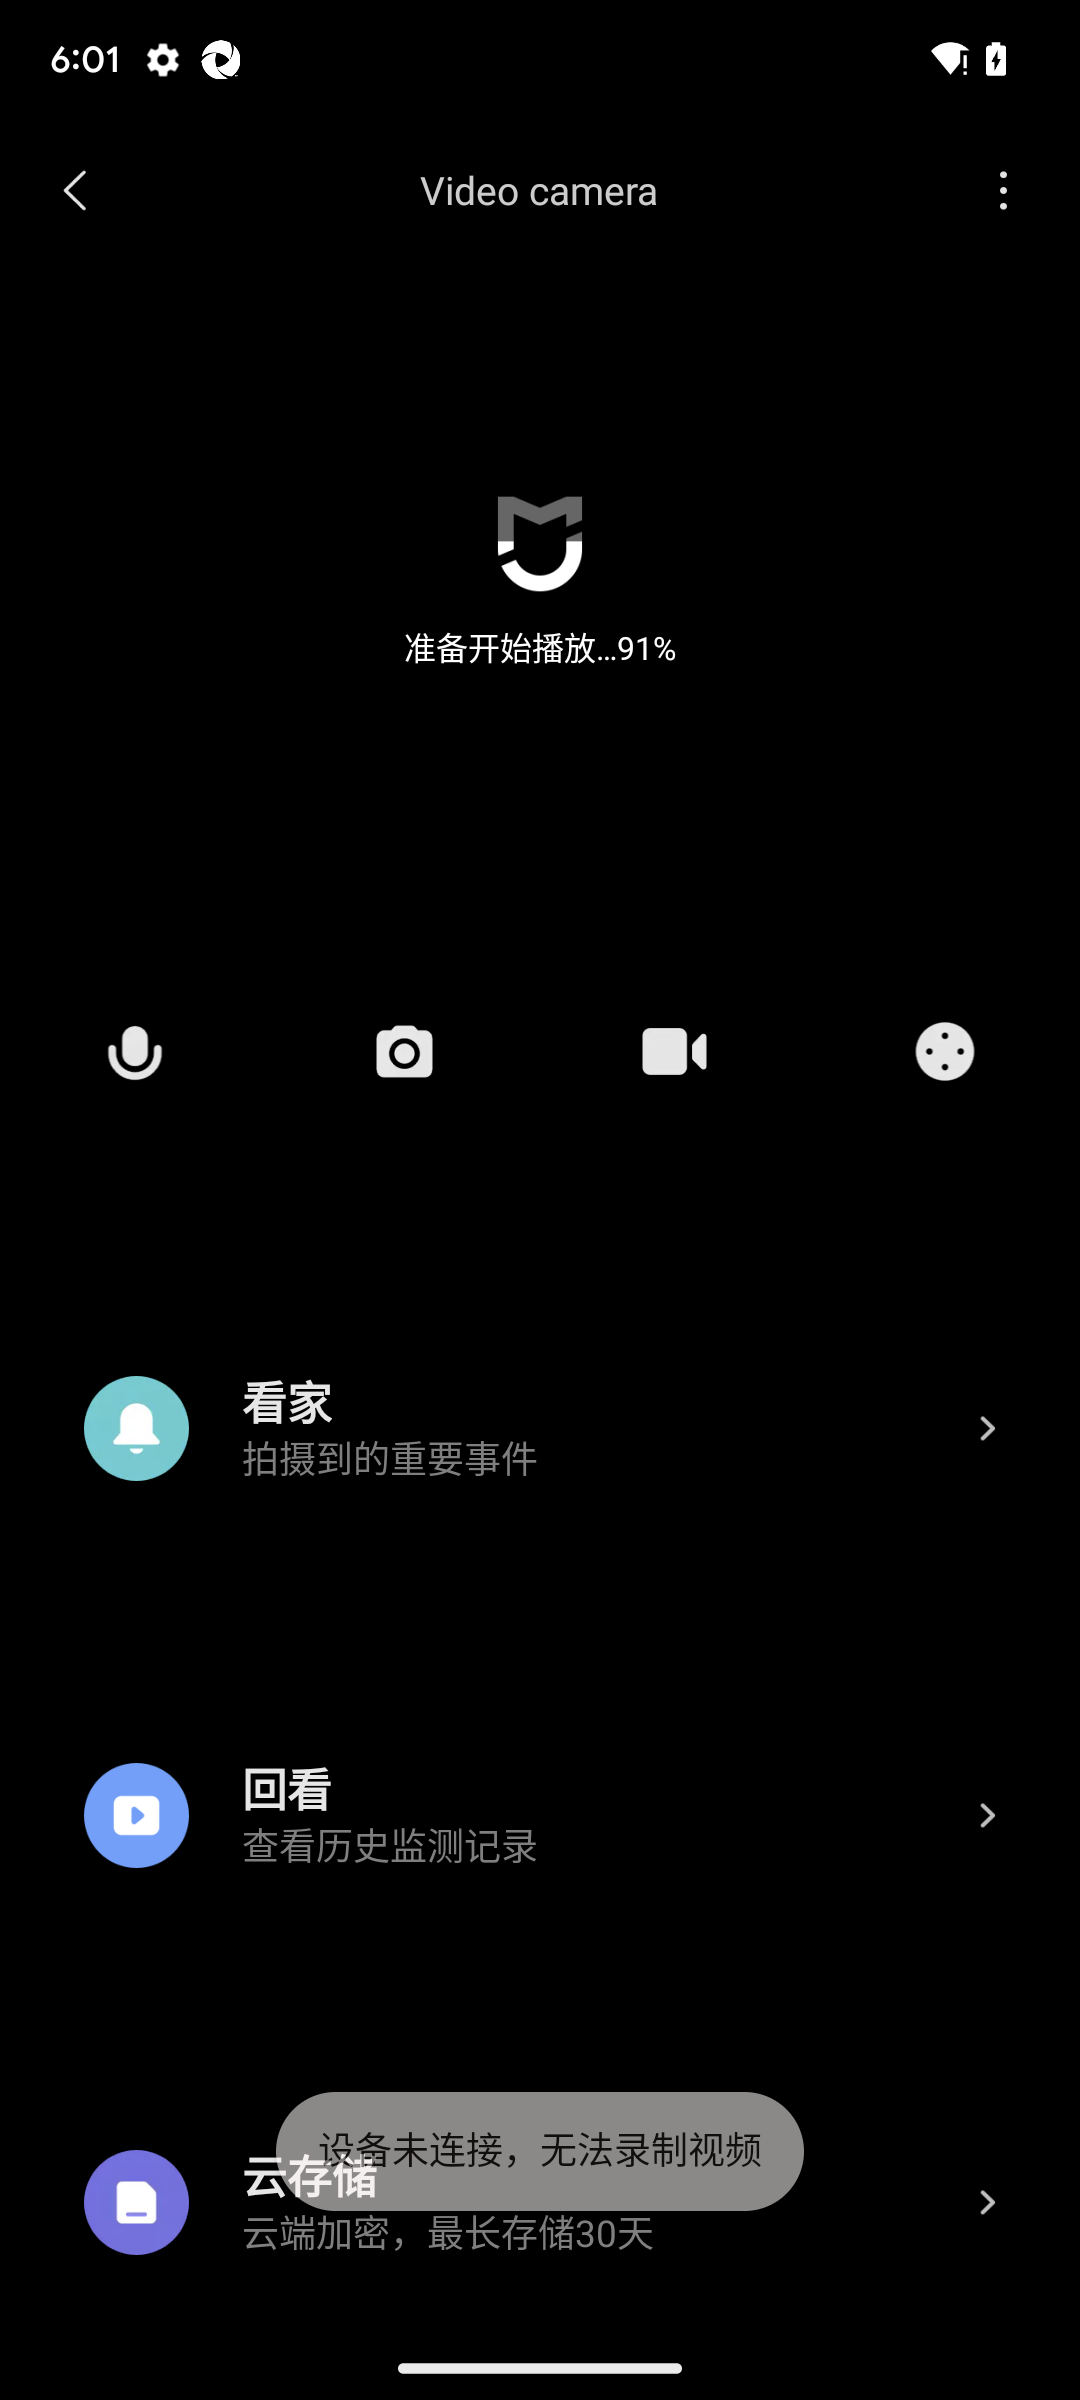 6:01
Video camera
准备开始播放...91%
看家
拍摄到的重要事件
回看
查看历史监测记录
设备未连接，无法录制视频
云存储
云端加密，最长存储30天